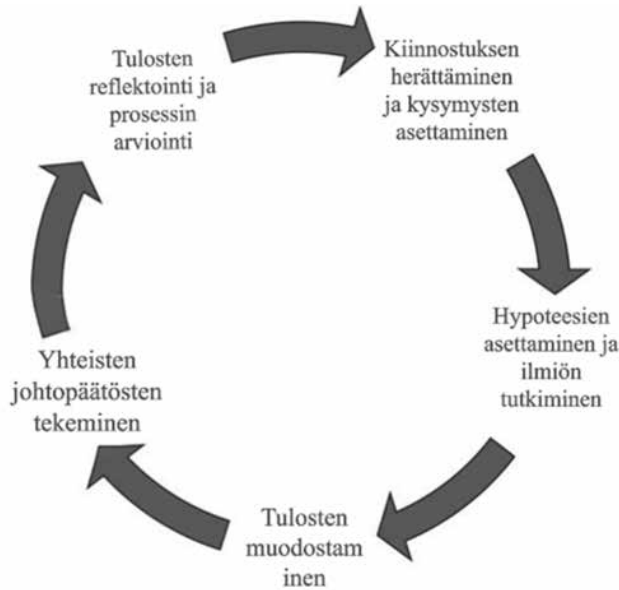 Kiinnostuksen
herättäminen
ja kysymysten
asettaminen
Hypoteesien
asettaminen ja
ilmiön
tutkiminen
Tulosten
muodostam
inen
Yhteisten
johtopäätösten
tekeminen
Tulosten
reflektointi ja
prosessin
arviointi